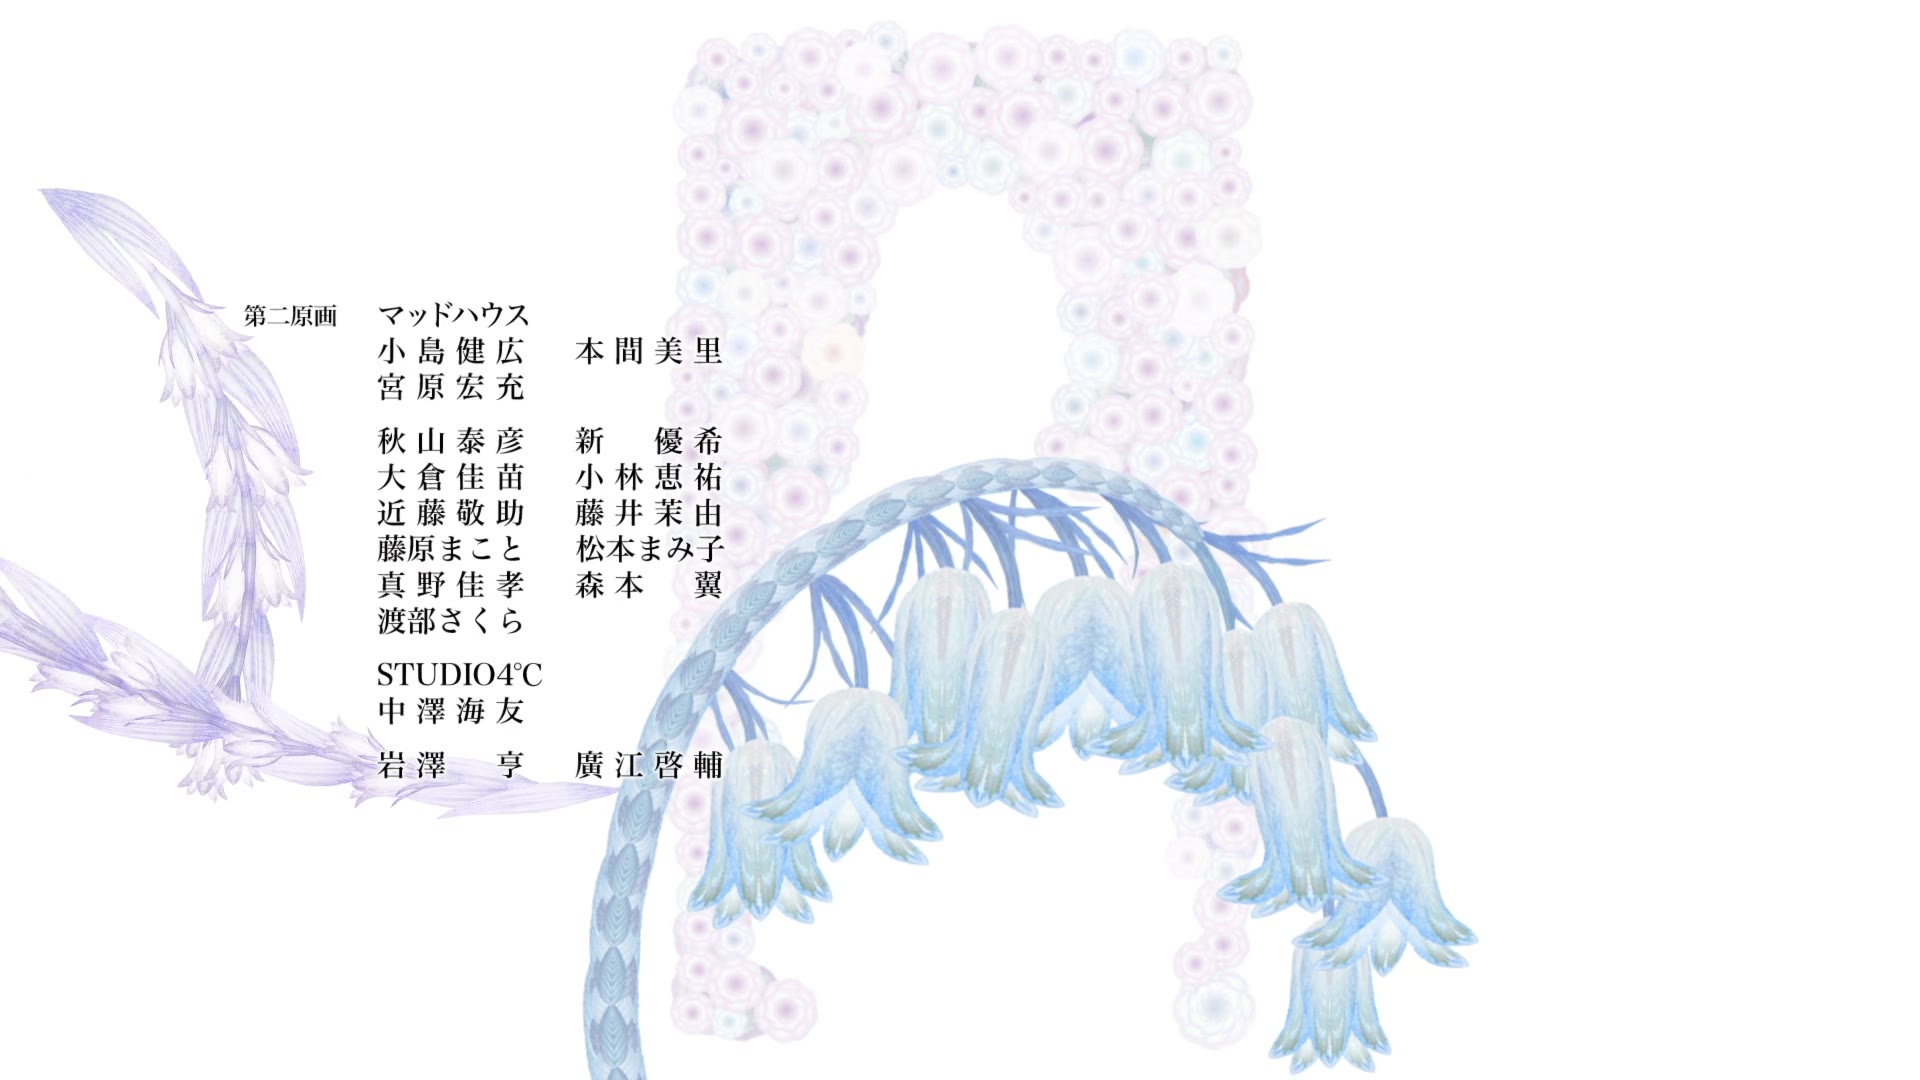 第二原画 マッドハウス
小島健広 本間美里
宮原宏充
秋山泰彦 新 優希
大倉佳苗 小林恵祐
近藤敬助 藤井茉由
藤原まこと 松本まみ子
真野佳孝 森本 翼
渡部さくら
STUDIO4℃
中澤海友
岩澤 亨 廣江啓輔